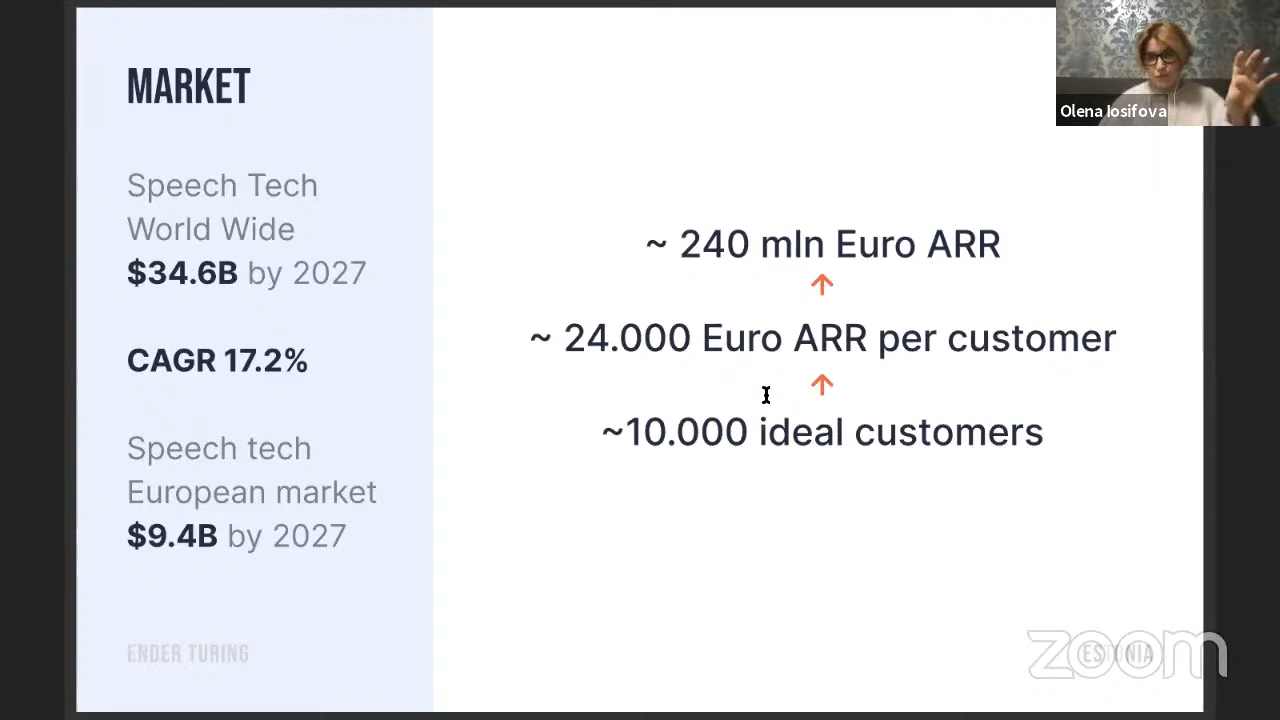 MARKET
Speech Tech
World Wide
$34.6B by 2027
CAGR 17.2%
Speech tech
European market
$9.4B by 2027
ENDER TURING
~ 240 mln Euro ARR
~ 24.000 Euro ARR per customer
~10.000 ideal customers
Olena Iosifova
ESTONIA
zoom